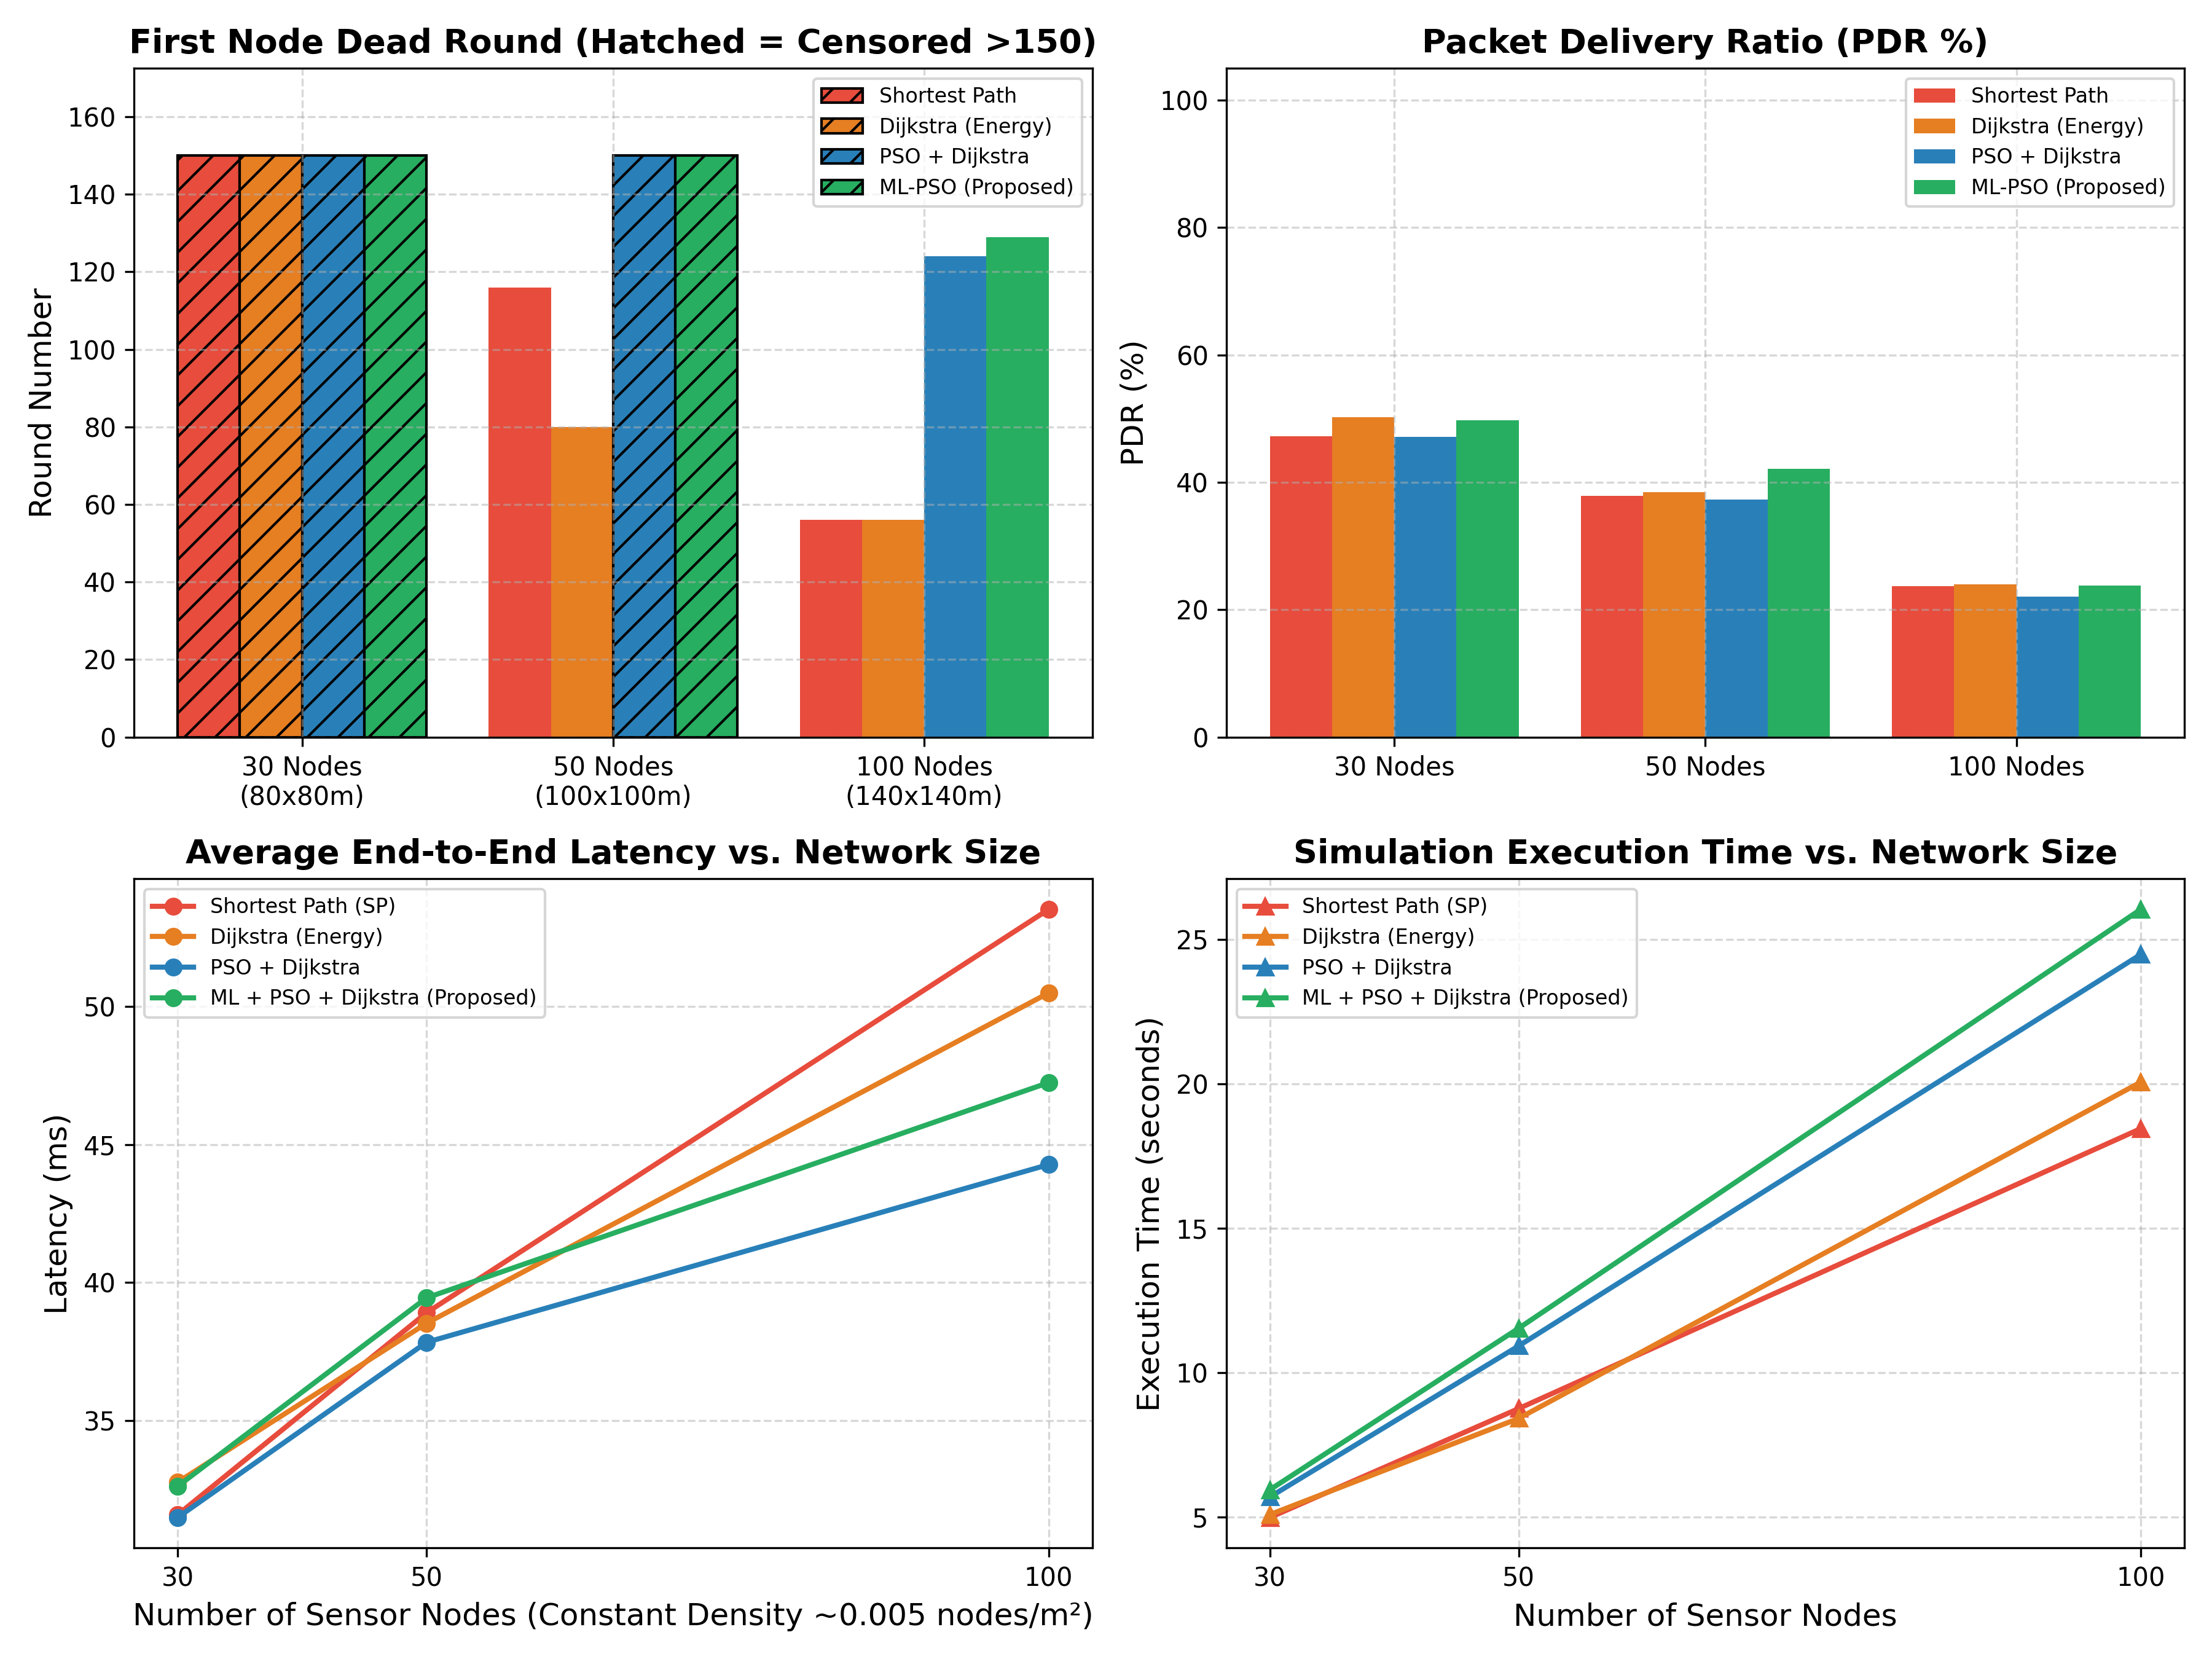 First Node Dead Round (Hatched = Censored >150)
Round Number
160
140
120
100
80
60
40
20
0
Shortest Path
Dijkstra (Energy)
PSO + Dijkstra
ML-PSO (Proposed)
30 Nodes
(80x80m)
50 Nodes
(100x100m)
100 Nodes
(140x140m)
Packet Delivery Ratio (PDR %)
PDR (%)
100
80
60
40
20
0
Shortest Path
Dijkstra (Energy)
PSO + Dijkstra
ML-PSO (Proposed)
30 Nodes
50 Nodes
100 Nodes
Average End-to-End Latency vs. Network Size
Latency (ms)
50
45
40
35
Shortest Path (SP)
Dijkstra (Energy)
PSO + Dijkstra
ML + PSO + Dijkstra (Proposed)
30
50
100
Number of Sensor Nodes (Constant Density ~0.005 nodes/m²)
Simulation Execution Time vs. Network Size
Execution Time (seconds)
25
20
15
10
5
Shortest Path (SP)
Dijkstra (Energy)
PSO + Dijkstra
ML + PSO + Dijkstra (Proposed)
30
50
100
Number of Sensor Nodes